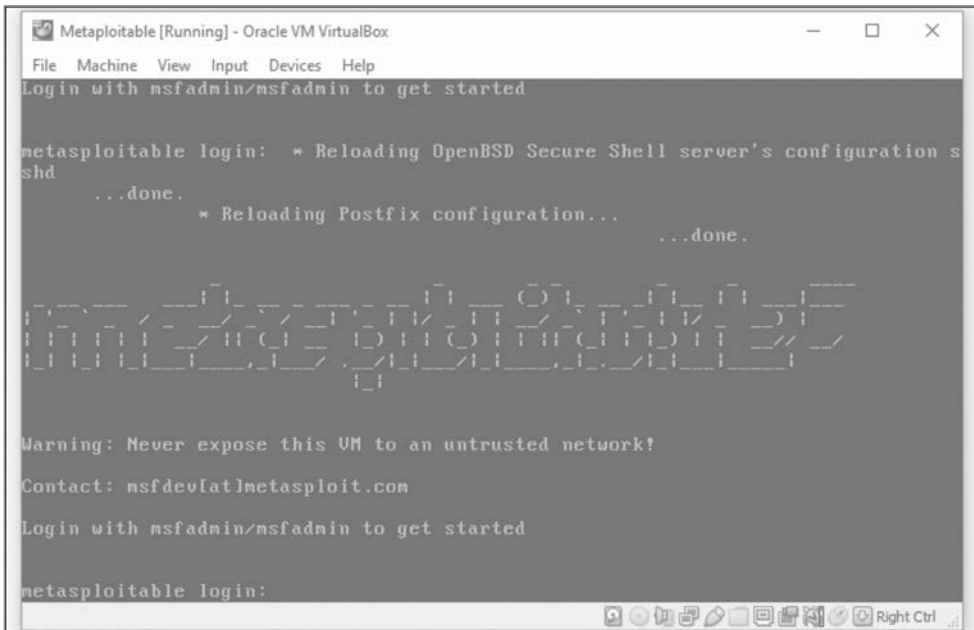 Metaploitable [Running] - Oracle VM VirtualBox
File Machine View Input Devices Help
Login with msfadmin/msfadmin to get started
metasploitable login: * Reloading OpenBSD Secure Shell server's configuration s
shd
...done.
* Reloading Postfix configuration...
...done.
metasploitable2
Warning: Never expose this VM to an untrusted network!
Contact: msfdev[at]metasploit.com
Login with msfadmin/msfadmin to get started
metasploitable login:
Right Ctrl